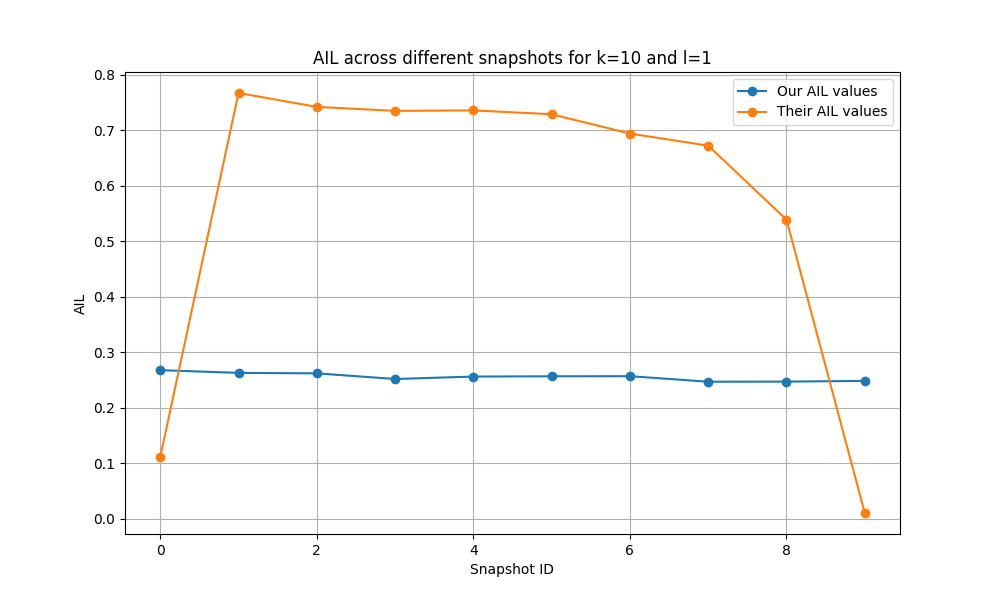 AIL across different snapshots for k=10 and l=1
Our AIL values
Their AIL values
AIL
0.8
0.7
0.6
0.5
0.4
0.3
0.2
0.1
0.0
0 2 4 6 8
Snapshot ID